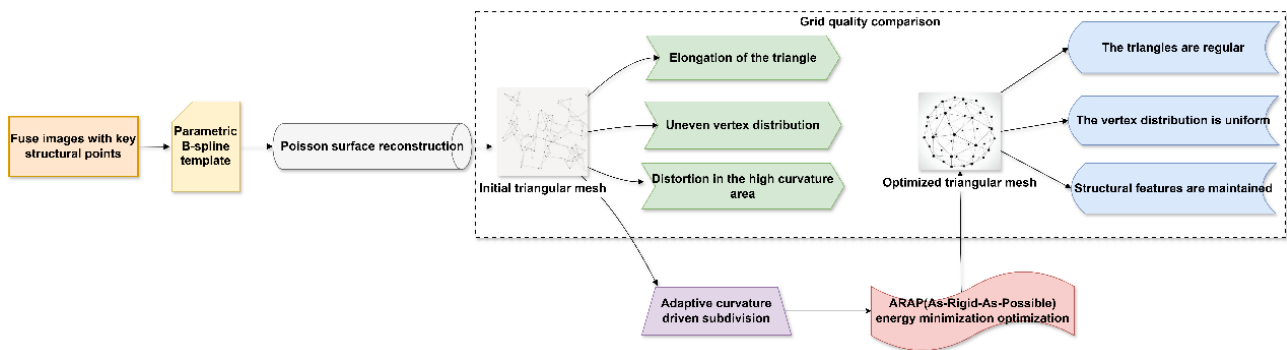 Grid quality comparison
Fuse images with key
structural points
Parametric
B-spline
template
Poisson surface reconstruction
Initial triangular mesh
Elongation of the triangle
Uneven vertex distribution
Distortion in the high curvature
area
Optimized triangular mesh
The triangles are regular
The vertex distribution is uniform
Structural features are maintained
Adaptive curvature
driven subdivision
ARAP(As-Rigid-As-Possible)
energy minimization optimization